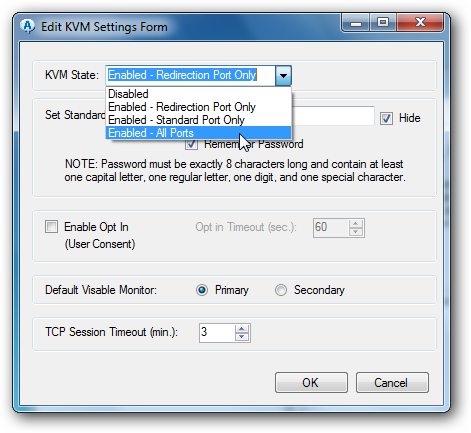 Edit KVM Settings Form
KVM State: Enabled - Redirection Port Only
Disabled
Enabled - Redirection Port Only
Set Standard
Enabled - Standard Port Only
Hide
Enabled - All Ports
Remember Password
NOTE: Password must be exactly 8 characters long and contain at least
one capital letter, one regular letter, one digit, and one special character.
Enable Opt In
(User Consent)
Opt in Timeout (sec.): 60
Default Visable Monitor: Primary Secondary
TCP Session Timeout (min.): 3
OK Cancel